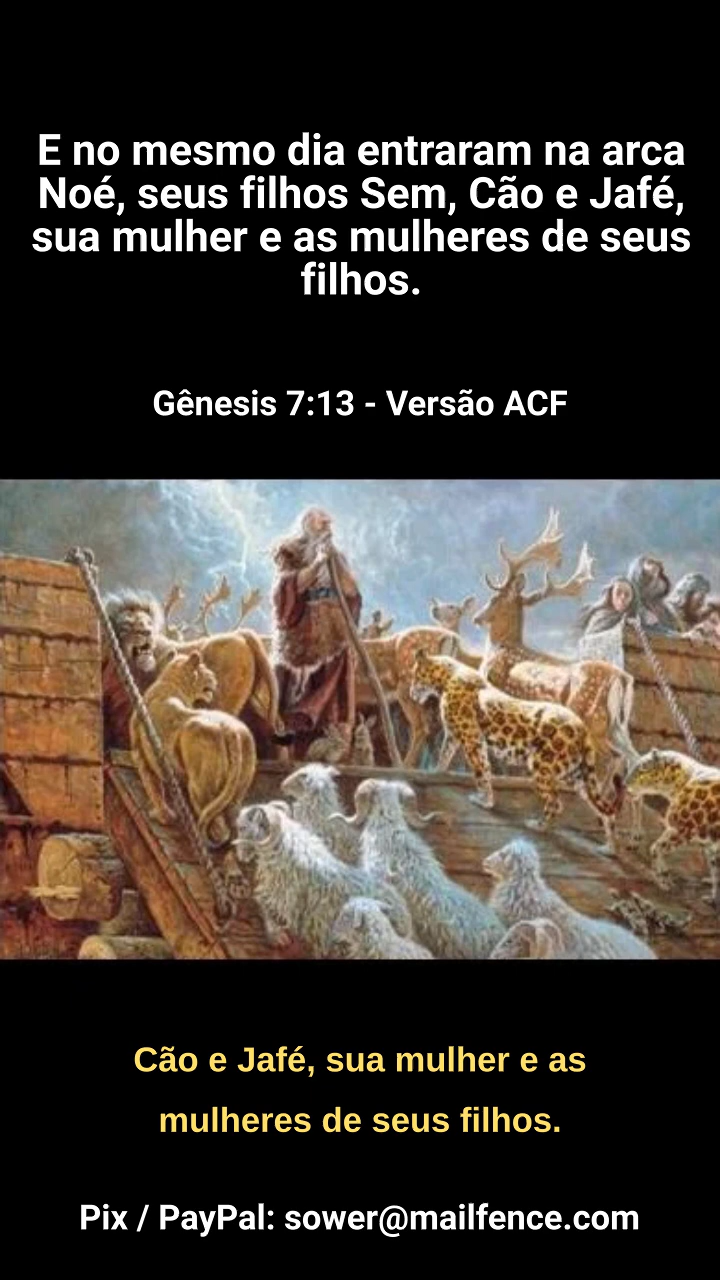 E no mesmo dia entraram na arca
Noé, seus filhos Sem, Cão e Jafé,
sua mulher e as mulheres de seus
filhos.
Gênesis 7:13 - Versão ACF
Cão e Jafé, sua mulher e as
mulheres de seus filhos.
Pix / PayPal: sower@mailfence.com